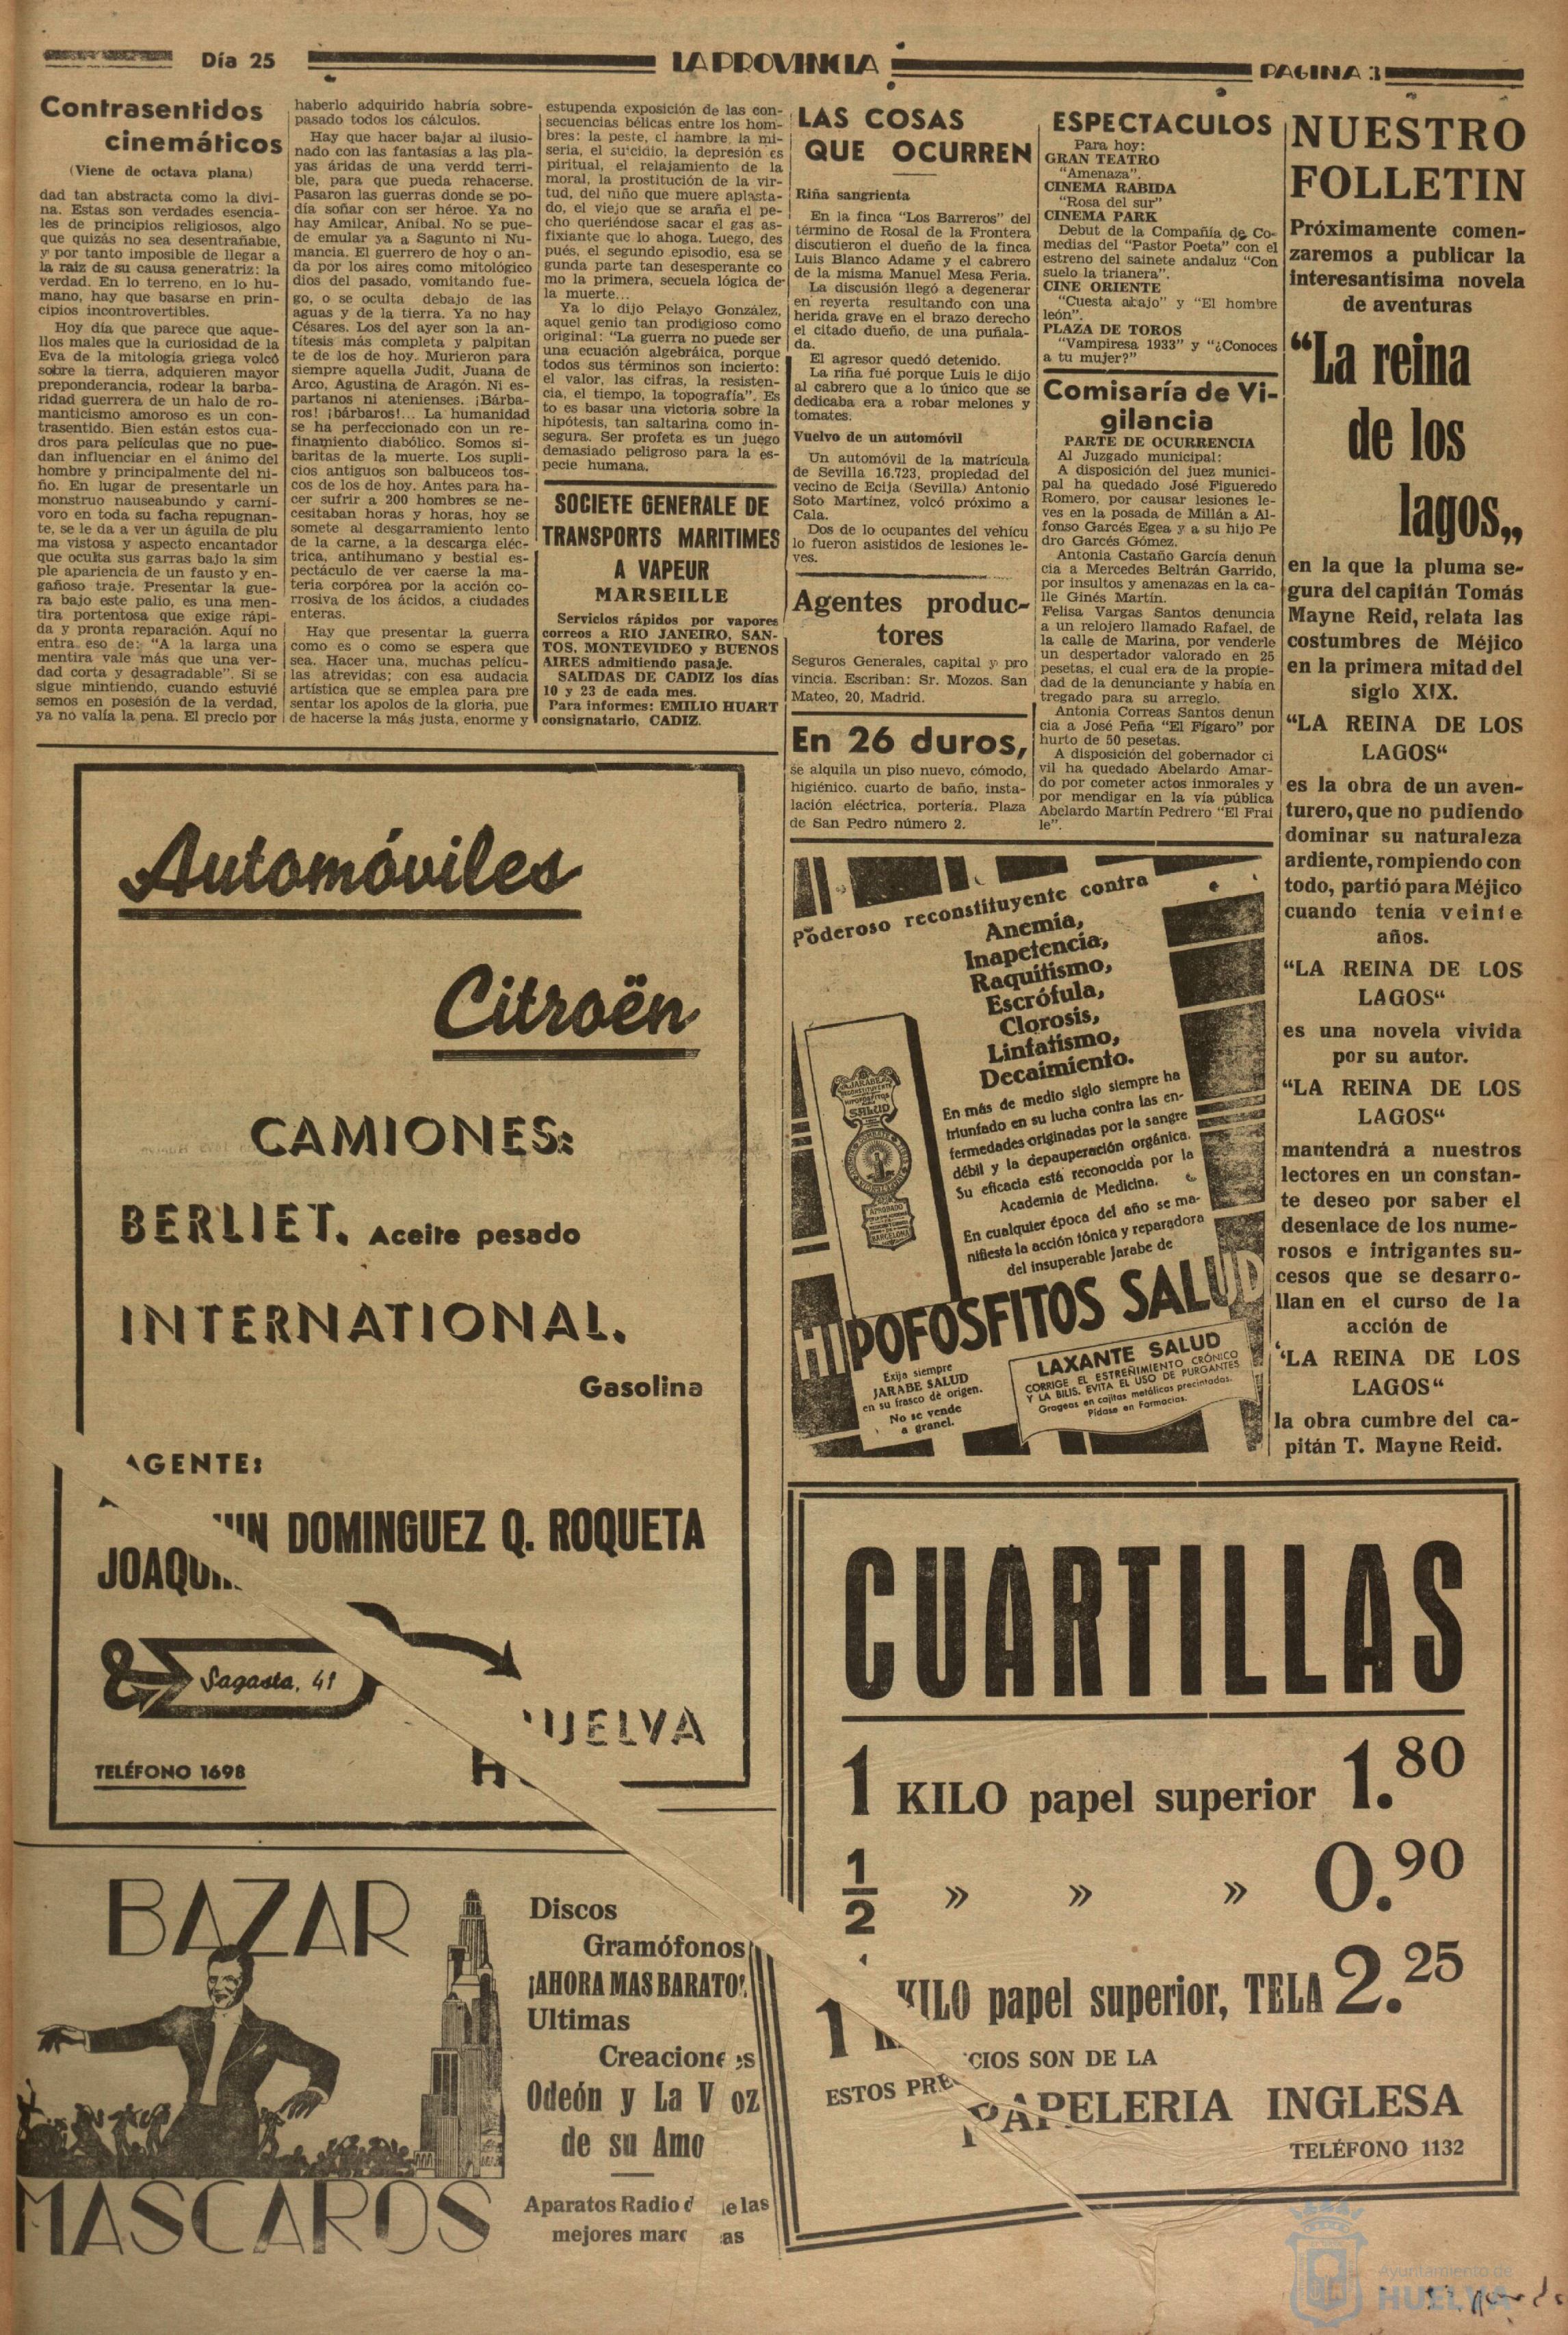 Día 25
LA PROVINCIA
PAGINA 3
Contrasentidos
cinemáticos
(Viene de octava plana)
dad tan abstracta como la divi-
na. Estas son verdades esencia-
les de principios religiosos, algo
que quizás no sea desentrañable,
y por tanto imposible de llegar a
la raíz de su causa generatriz: la
verdad. En lo terreno, en lo hu-
mano, hay que basarse en prin-
cipios incontrovertibles.
Hoy día que parece que aque-
llos males que la curiosidad de la
Eva de la mitología griega volcó
sobre la tierra, adquieren mayor
preponderancia, rodear la barba-
ridad guerrera de un halo de ro-
manticismo amoroso es un con-
trasentido. Bien están estos cua-
dros para películas que no pue-
dan influenciar en el ánimo del
hombre y principalmente del ni-
ño. En lugar de presentarle un
monstruo nauseabundo y carní-
voro en toda su facha repugnan-
te, se le da a ver un águila de plu
ma vistosa y aspecto encantador
que oculta sus garras bajo la sim
ple apariencia de un fausto y en-
gañoso traje. Presentar la gue-
rra bajo este palio, es una men-
tira portentosa que exige rápi-
da y pronta reparación. Aquí no
entra eso de: "A la larga una
mentira vale más que una ver-
dad corta y desagradable". Si se
sigue mintiendo, cuando estuvié
semos en posesión de la verdad,
ya no valía la pena. El precio por
haberlo adquirido habría sobre-
pasado todos los cálculos.
Hay que hacer bajar al ilusio-
nado con las fantasías a las pla-
yas áridas de una verdd terri-
ble, para que pueda rehacerse.
Pasaron las guerras donde se po-
día soñar con ser héroe. Ya no
hay Amilcar, Aníbal. No se pue-
de emular ya a Sagunto ni Nu-
mancia. El guerrero de hoy o an-
da por los aires como mitológico
dios del pasado, vomitando fue-
go, o se oculta debajo de las
aguas y de la tierra. Ya no hay
Césares. Los del ayer son la an-
títesis más completa y palpitan
te de los de hoy. Murieron para
siempre aquella Judit, Juana de
Arco, Agustina de Aragón. Ni es-
partanos ni atenienses. ¡Bárba-
ros! ¡bárbaros!... La humanidad
se ha perfeccionado con un re-
finamiento diabólico. Somos si-
baritas de la muerte. Los supli-
cios antiguos son balbuceos tos-
cos de los de hoy. Antes para ha-
cer sufrir a 200 hombres se ne-
cesitaban horas y horas, hoy se
somete al desgarramiento lento
de la carne, a la descarga eléc-
trica, antihumano y bestial es-
pectáculo de ver caerse la ma-
teria corpórea por la acción co-
rrosiva de los ácidos, a ciudades
enteras.
Hay que presentar la guerra
como es o como se espera que
sea. Hacer una, muchas pelicu-
las atrevidas; con esa audacia
artística que se emplea para pre
sentar los apolos de la gloria, pue
de hacerse la más justa, enorme y
estupenda exposición de las con-
secuencias bélicas entre los hom-
bres: la peste, el hambre, la mi-
seria, el suicidio, la depresión es
piritual, el relajamiento de la
moral, la prostitución de la vir-
tud, del niño que muere aplasta-
do, el viejo que se araña el pe-
cho queriéndose sacar el gas as-
fixiante que lo ahoga. Luego, des
pués, el segundo episodio, esa se
gunda parte tan desesperante co
mo la primera, secuela lógica de
la muerte...
Ya lo dijo Pelayo González,
aquel genio tan prodigioso como
original: "La guerra no puede ser
una ecuación algebráica, porque
todos sus términos son incierto:
el valor, las cifras, la resisten-
cia, el tiempo, la topografía". Es
to es basar una victoria sobre la
hipótesis, tan saltarina como in-
segura. Ser profeta es un juego
demasiado peligroso para la es-
pecie humana.
SOCIETE GENERALE DE
TRANSPORTS MARITIMES
A VAPEUR
MARSEILLE
Servicios rápidos por vapores
correos a RIO JANEIRO, SAN-
TOS, MONTEVIDEO y BUENOS
AIRES admitiendo pasaje.
SALIDAS DE CADIZ los días
10 y 23 de cada mes.
Para informes: EMILIO HUART
consignatario, CADIZ.
LAS COSAS
QUE OCURREN
Riña sangrienta
En la finca "Los Barreros" del
término de Rosal de la Frontera
discutieron el dueño de la finca
Luis Blanco Adame y el cabrero
de la misma Manuel Mesa Feria.
La discusión llegó a degenerar
en reyerta resultando con una
herida grave en el brazo derecho
el citado dueño, de una puñala-
da.
El agresor quedó detenido.
La riña fué porque Luis le dijo
al cabrero que a lo único que se
dedicaba era a robar melones y
tomates.
Vuelvo de un automóvil
Un automóvil de la matrícula
de Sevilla 16.723, propiedad del
vecino de Ecija (Sevilla) Antonio
Soto Martínez, volcó próximo a
Cala.
Dos de lo ocupantes del vehícu
lo fueron asistidos de lesiones le-
ves.
Agentes produc-
tores
Seguros Generales, capital y pro
vincia. Escriban: Sr. Mozos. San
Mateo, 20, Madrid.
En 26 duros,
se alquila un piso nuevo, cómodo,
higiénico, cuarto de baño, insta-
lación eléctrica, portería. Plaza
de San Pedro número 2.
ESPECTACULOS
Para hoy:
GRAN TEATRO
"Amenaza".
CINEMA RABIDA
"Rosa del sur"
CINEMA PARK
Debut de la Compañía de Co-
medias del "Pastor Poeta" con el
estreno del sainete andaluz "Con
suelo la trianera".
CINE ORIENTE
"Cuesta abajo" y "El hombre
león".
PLAZA DE TOROS
"Vampiresa 1933" y "¿Conoces
a tu mujer?"
Comisaría de Vi-
gilancia
PARTE DE OCURRENCIA
Al Juzgado municipal:
A disposición del juez munici-
pal ha quedado José Figueredo
Romero, por causar lesiones le-
ves en la posada de Millán a Al-
fonso Garcés Egea y a su hijo Pe
dro Garcés Gómez.
Antonia Castaño García denun
cia a Mercedes Beltrán Garrido,
por insultos y amenazas en la ca-
lle Ginés Martín.
Felisa Vargas Santos denuncia
a un relojero llamado Rafael, de
la calle de Marina, por venderle
un despertador valorado en 25
pesetas, el cual era de la propie-
dad de la denunciante y había en
tregado para su arreglo.
Antonia Correas Santos denun
cia a José Peña "El Fígaro" por
hurto de 50 pesetas.
A disposición del gobernador ci
vil ha quedado Abelardo Amar-
do por cometer actos inmorales y
por mendigar en la vía pública
Abelardo Martín Pedrero "El Frai
le".
NUESTRO
FOLLETIN
Próximamente comen-
zaremos a publicar la
interesantísima novela
de aventuras
"La reina
de los
lagos„
en la que la pluma se-
gura del capitán Tomás
Mayne Reid, relata las
costumbres de Méjico
en la primera mitad del
siglo XIX.
"LA REINA DE LOS
LAGOS"
es la obra de un aven-
turero, que no pudiendo
dominar su naturaleza
ardiente, rompiendo con
todo, partió para Méjico
cuando tenía veinte
años.
"LA REINA DE LOS
LAGOS"
es una novela vivida
por su autor.
"LA REINA DE LOS
LAGOS"
mantendrá a nuestros
lectores en un constan-
te deseo por saber el
desenlace de los nume-
rosos e intrigantes su-
cesos que se desarro-
llan en el curso de la
acción de
"LA REINA DE LOS
LAGOS"
la obra cumbre del ca-
pitán T. Mayne Reid.
Automóviles
Citroën
CAMIONES:
BERLIET. Aceite pesado
INTERNATIONAL.
Gasolina
AGENTE:
JOAQUIN DOMINGUEZ Q. ROQUETA
Sagasta, 41
HUELVA
TELÉFONO 1698
Poderoso reconstituyente contra
Anemia,
Inapetencia,
Raquitismo,
Escrófula,
Clorosis,
Linfatismo,
Decaimiento.
JARABE
SALUD
APROBADO
BARCELONA
En más de medio siglo siempre ha
triunfado en su lucha contra las en-
fermedades originadas por la sangre
débil y la depauperación orgánica.
Su eficacia está reconocida por la
Academia de Medicina.
En cualquier época del año se ma-
nifiesta la acción tónica y reparadora
del insuperable Jarabe de
HIPOFOSFITOS SALUD
Exija siempre
JARABE SALUD
en su frasco de origen.
No se vende
a granel.
LAXANTE SALUD
CORRIGE EL ESTREÑIMIENTO CRÓNICO
Y LA BILIS. EVITA EL USO DE PURGANTES
Grageas en cajitas metálicas precintadas.
Pídase en Farmacias.
BAZAR
MASCAROS
Discos
Gramófonos
¡AHORA MAS BARATO!
Ultimas
Creaciones
Odeón y La Voz
de su Amo
Aparatos Radio de las
mejores marcas
CUARTILLAS
1 KILO papel superior 1.80
1/2 » » » 0.90
1 KILO papel superior, TELA 2.25
ESTOS PRECIOS SON DE LA
PAPELERIA INGLESA
TELÉFONO 1132
Ayuntamiento de
HUELVA